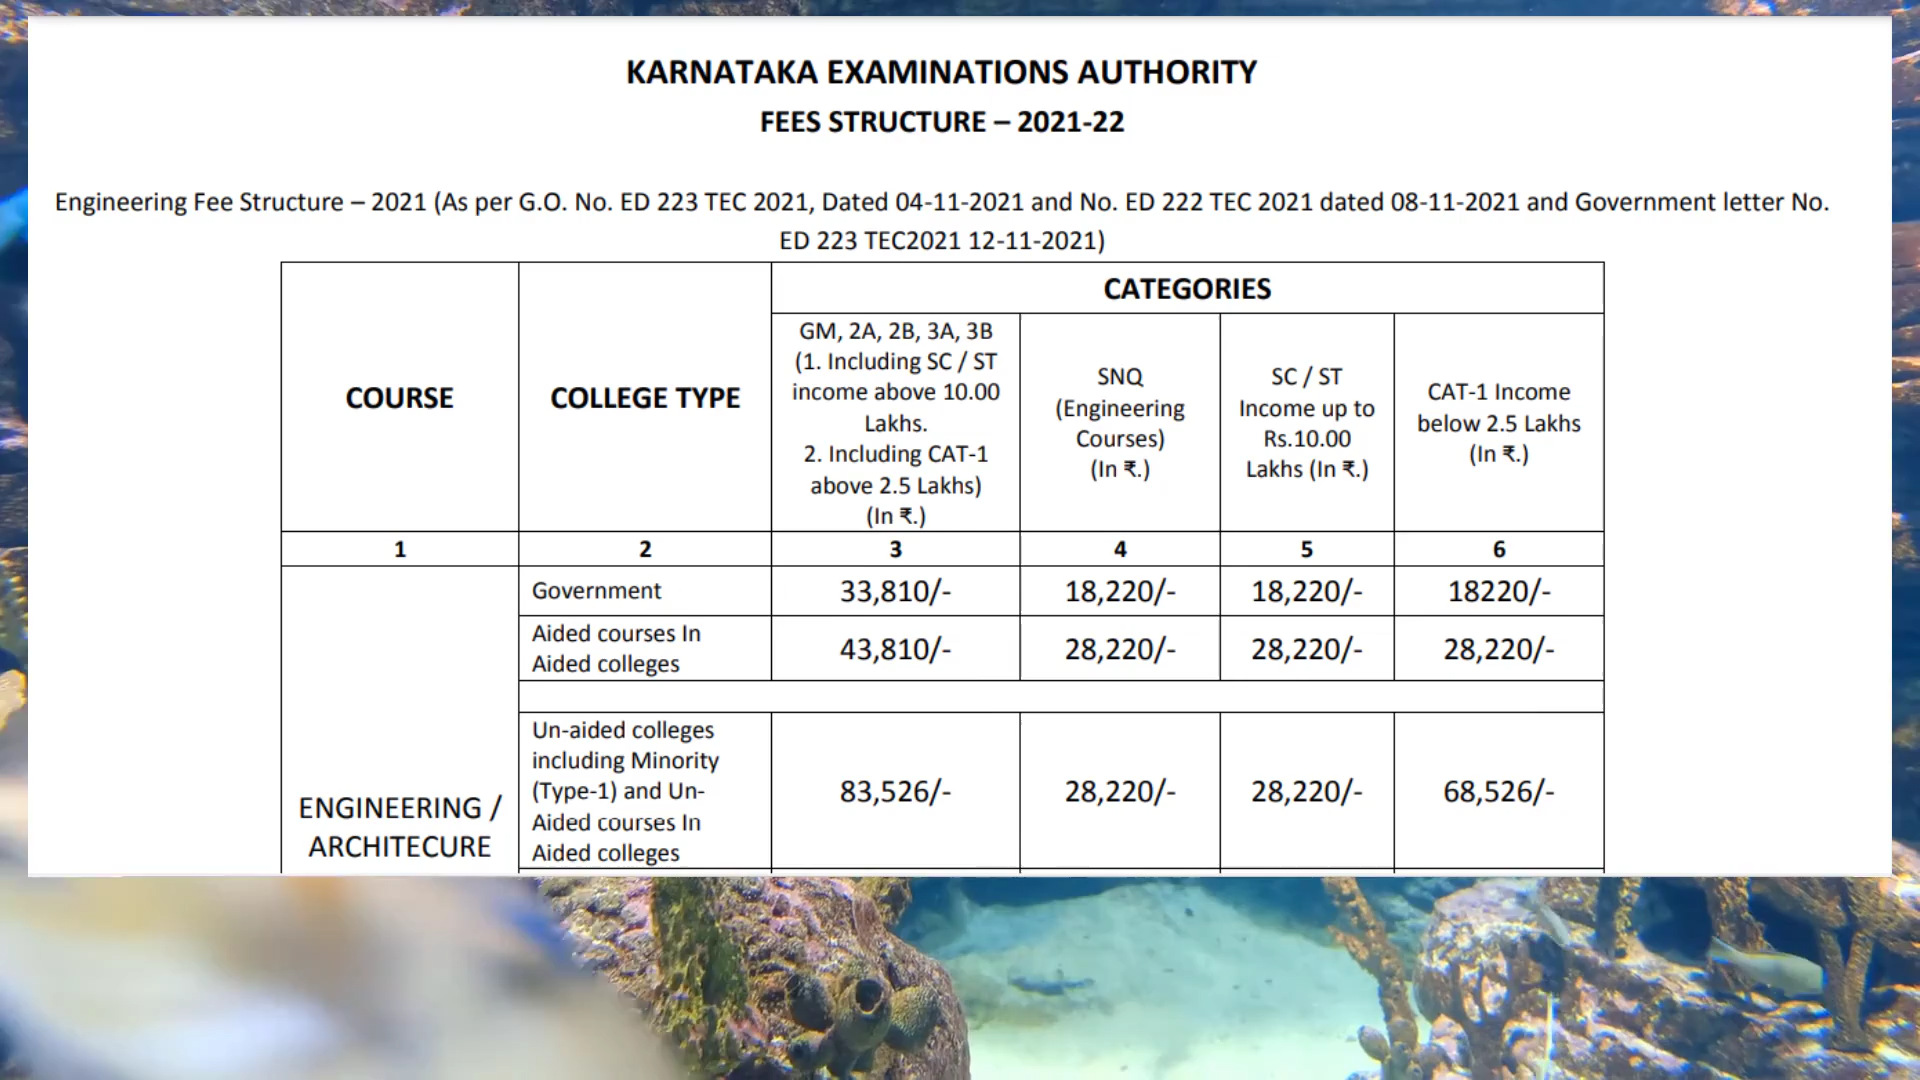 KARNATAKA EXAMINATIONS AUTHORITY
FEES STRUCTURE – 2021-22
Engineering Fee Structure – 2021 (As per G.O. No. ED 223 TEC 2021, Dated 04-11-2021 and No. ED 222 TEC 2021 dated 08-11-2021 and Government letter No.
ED 223 TEC2021 12-11-2021)
COURSE
COLLEGE TYPE
CATEGORIES
GM, 2A, 2B, 3A, 3B
(1. Including SC / ST
income above 10.00
Lakhs.
2. Including CAT-1
above 2.5 Lakhs)
(In ₹.)
SNQ
(Engineering
Courses)
(In ₹.)
SC / ST
Income up to
Rs.10.00
Lakhs (In ₹.)
CAT-1 Income
below 2.5 Lakhs
(In ₹.)
1 2 3 4 5 6
ENGINEERING /
ARCHITECURE
Government 33,810/- 18,220/- 18,220/- 18220/-
Aided courses In
Aided colleges
43,810/- 28,220/- 28,220/- 28,220/-
Un-aided colleges
including Minority
(Type-1) and Un-
Aided courses In
Aided colleges
83,526/- 28,220/- 28,220/- 68,526/-